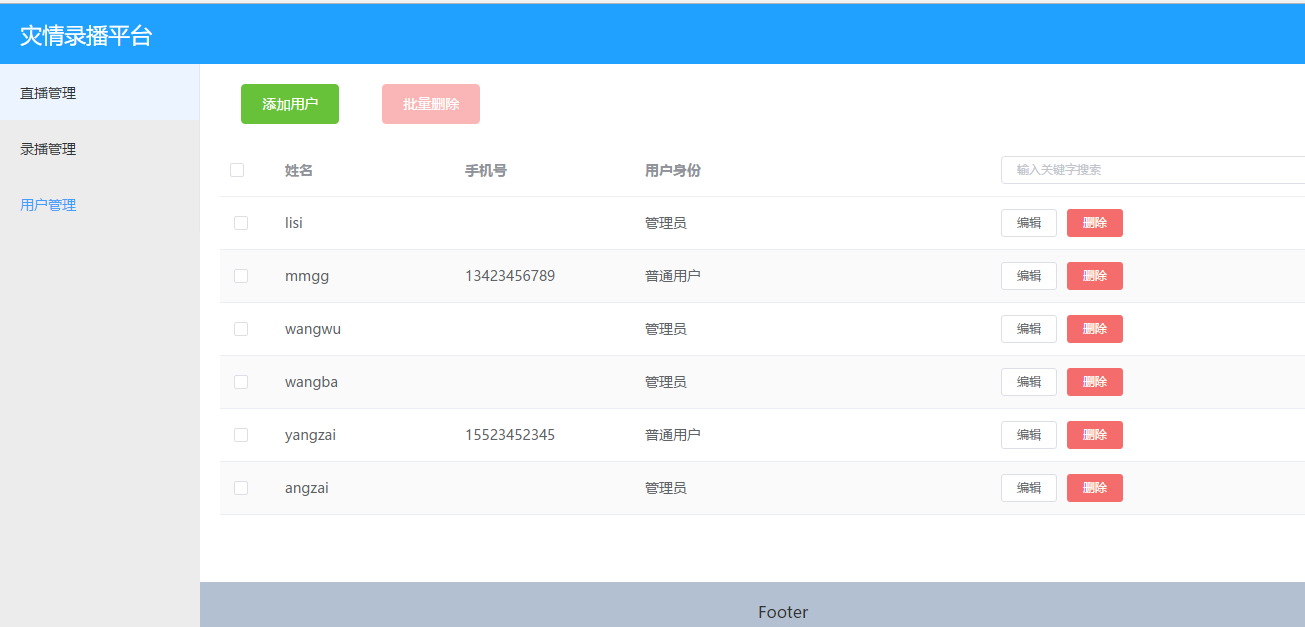 灾情录播平台
直播管理
录播管理
用户管理
添加用户 批量删除
姓名 手机号 用户身份 输入关键字搜索
lisi 管理员 编辑 删除
mmgg 13423456789 普通用户 编辑 删除
wangwu 管理员 编辑 删除
wangba 管理员 编辑 删除
yangzai 15523452345 普通用户 编辑 删除
angzai 管理员 编辑 删除
Footer